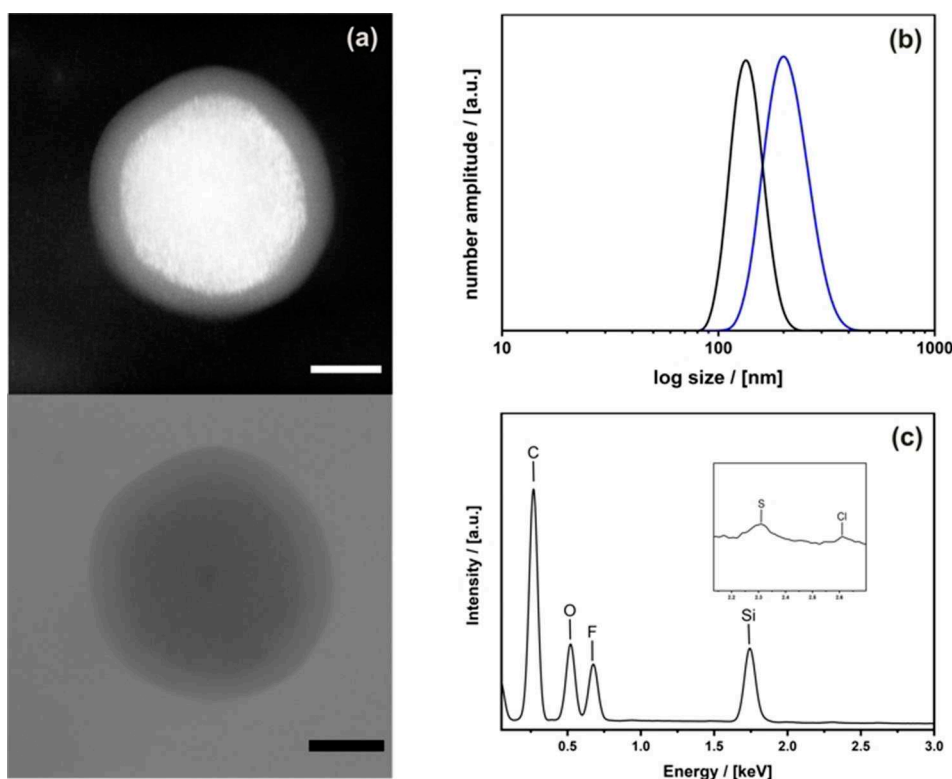 (a)
(b)
number amplitude / [a.u.]
10
100
1000
log size / [nm]
(c)
C
O
F
Si
S
Cl
Intensity / [a.u.]
0.5
1.0
1.5
2.0
2.5
3.0
Energy / [keV]